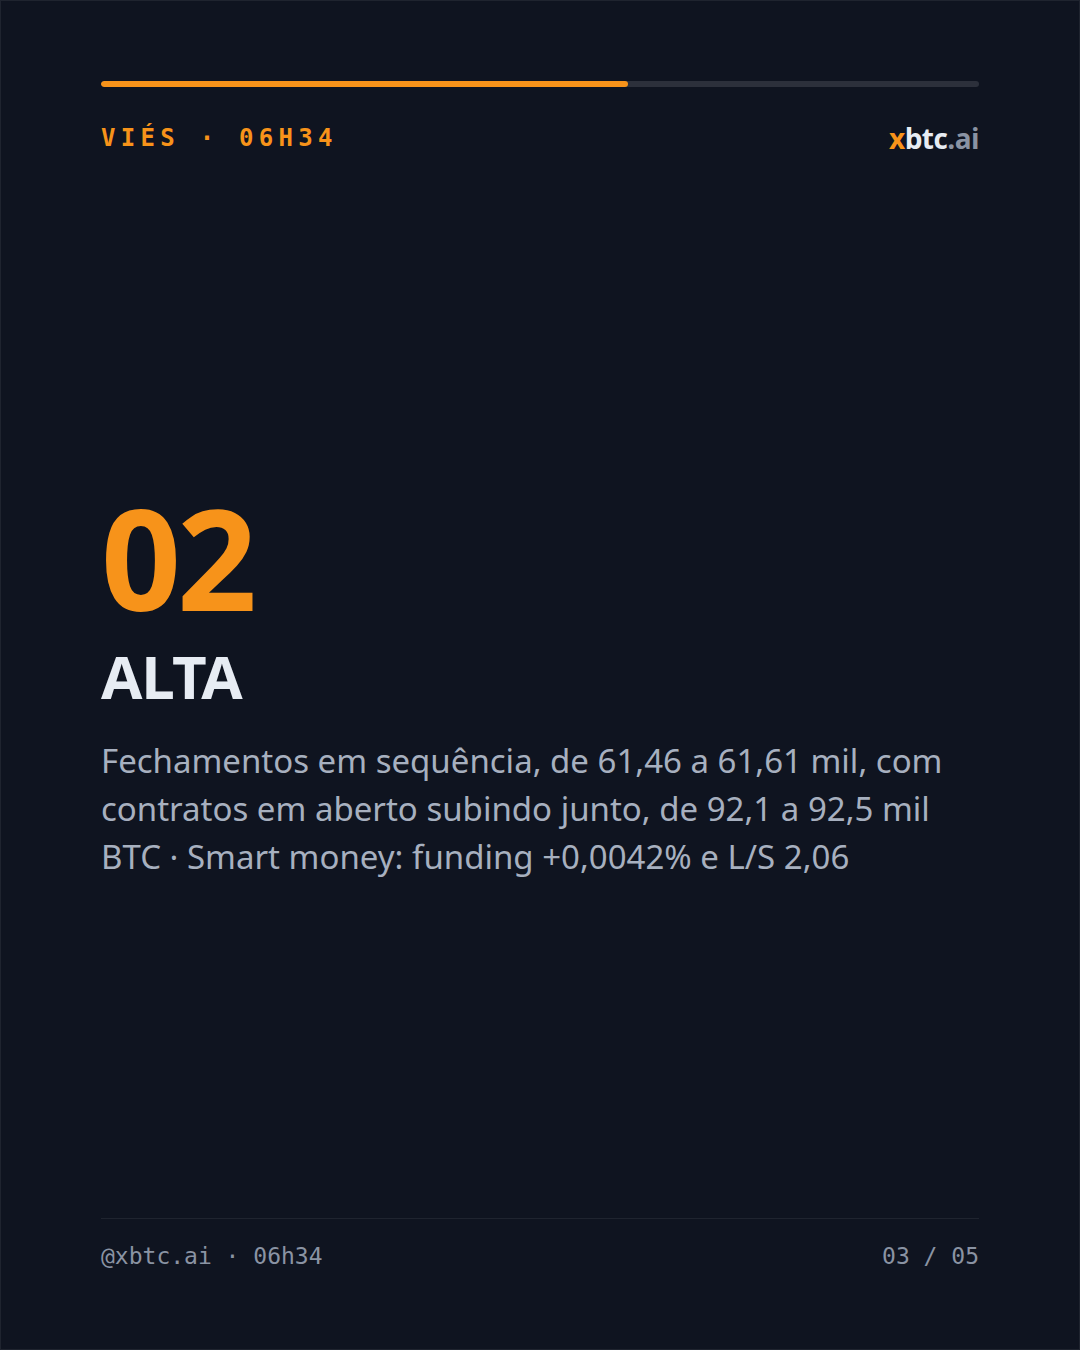 VIÉS · 06H34
xbtc.ai
02
ALTA
Fechamentos em sequência, de 61,46 a 61,61 mil, com
contratos em aberto subindo junto, de 92,1 a 92,5 mil
BTC · Smart money: funding +0,0042% e L/S 2,06
@xbtc.ai · 06h34
03 / 05